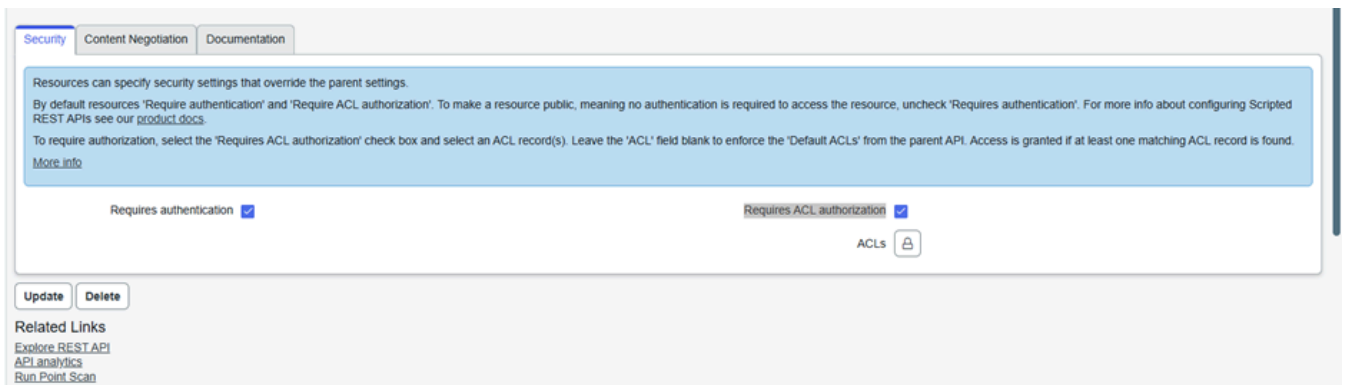 Security Content Negotiation Documentation
Resources can specify security settings that override the parent settings.
By default resources 'Require authentication' and 'Require ACL authorization'. To make a resource public, meaning no authentication is required to access the resource, uncheck 'Requires authentication'. For more info about configuring Scripted
REST APIs see our product docs.
To require authorization, select the 'Requires ACL authorization' check box and select an ACL record(s). Leave the 'ACL' field blank to enforce the 'Default ACLs' from the parent API. Access is granted if at least one matching ACL record is found.
More info
Requires authentication Requires ACL authorization
ACLs
Update Delete
Related Links
Explore REST API
API analytics
Run Point Scan